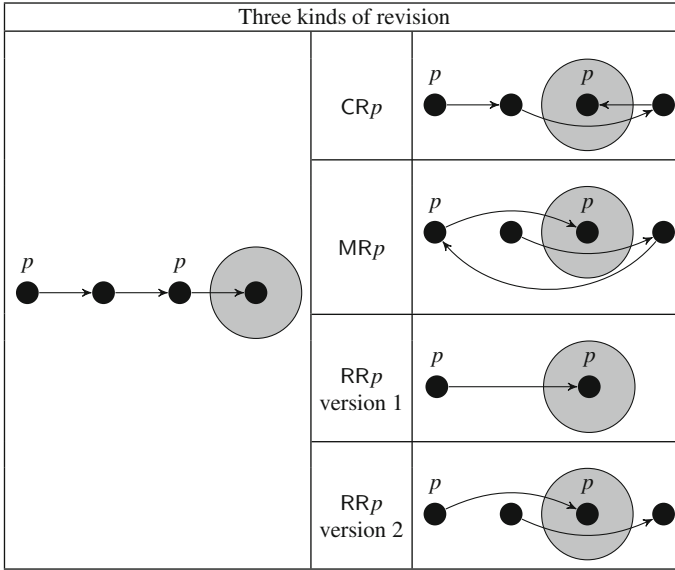 Three kinds of revision
p p
CRp
p p
MRp
p p
RRp
version 1
p p
RRp
version 2
p p